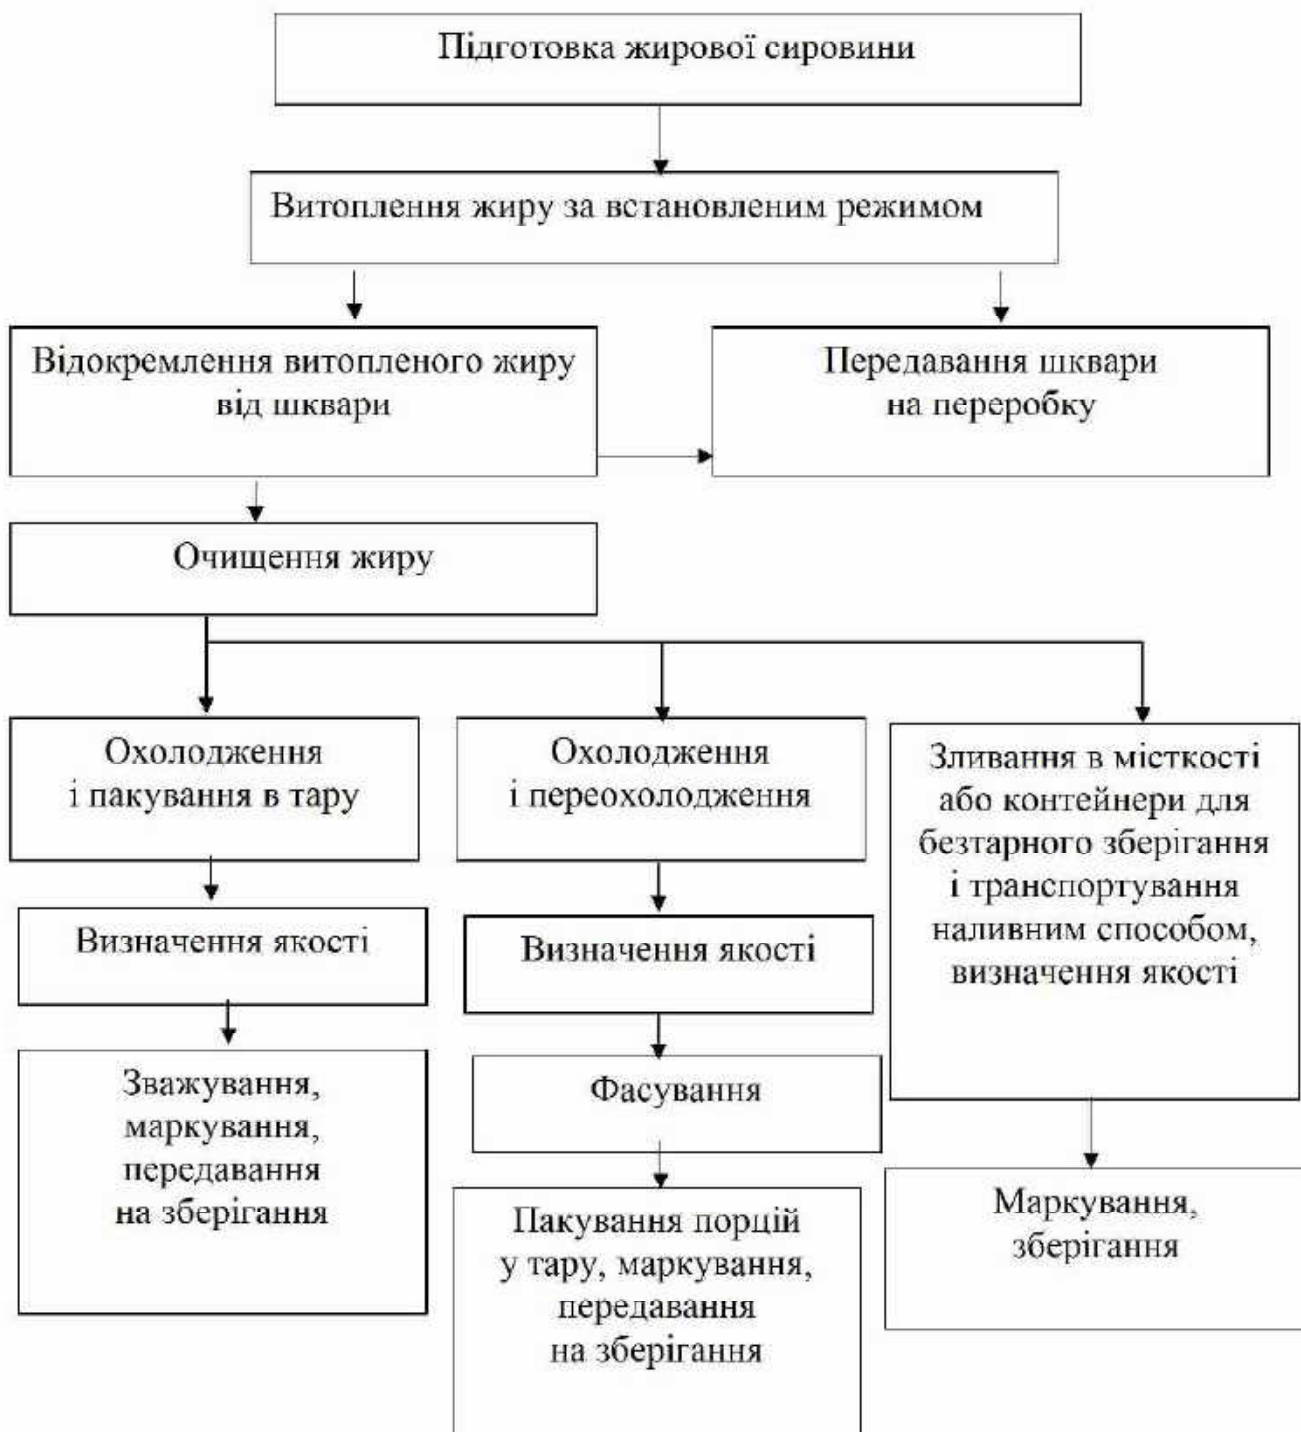 Підготовка жирової сировини
Витоплення жиру за встановленим режимом
Відокремлення витопленого жиру
від шквари
Передавання шквари
на переробку
Очищення жиру
Охолодження
і пакування в тару
Визначення якості
Зважування,
маркування,
передавання
на зберігання
Охолодження
і переохолодження
Визначення якості
Фасування
Пакування порцій
у тару, маркування,
передавання
на зберігання
Зливання в місткості
або контейнери для
безтарного зберігання
і транспортування
наливним способом,
визначення якості
Маркування,
зберігання